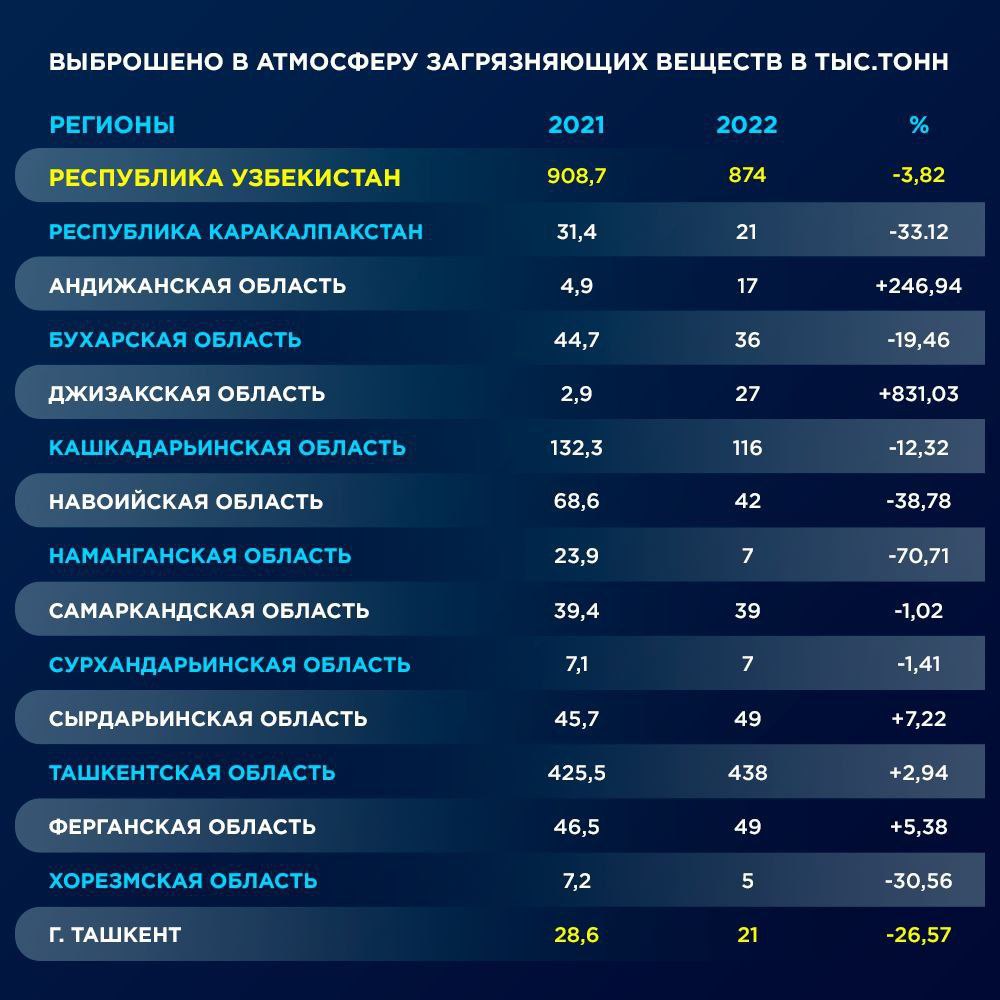 ВЫБРОШЕНО В АТМОСФЕРУ ЗАГРЯЗНЯЮЩИХ ВЕЩЕСТВ В ТЫС.ТОНН
РЕГИОНЫ 2021 2022 %
РЕСПУБЛИКА УЗБЕКИСТАН 908,7 874 -3,82
РЕСПУБЛИКА КАРАКАЛПАКСТАН 31,4 21 -33.12
АНДИЖАНСКАЯ ОБЛАСТЬ 4,9 17 +246,94
БУХАРСКАЯ ОБЛАСТЬ 44,7 36 -19,46
ДЖИЗАКСКАЯ ОБЛАСТЬ 2,9 27 +831,03
КАШКАДАРЬИНСКАЯ ОБЛАСТЬ 132,3 116 -12,32
НАВОИЙСКАЯ ОБЛАСТЬ 68,6 42 -38,78
НАМАНГАНСКАЯ ОБЛАСТЬ 23,9 7 -70,71
САМАРКАНДСКАЯ ОБЛАСТЬ 39,4 39 -1,02
СУРХАНДАРЬИНСКАЯ ОБЛАСТЬ 7,1 7 -1,41
СЫРДАРЬИНСКАЯ ОБЛАСТЬ 45,7 49 +7,22
ТАШКЕНТСКАЯ ОБЛАСТЬ 425,5 438 +2,94
ФЕРГАНСКАЯ ОБЛАСТЬ 46,5 49 +5,38
ХОРЕЗМСКАЯ ОБЛАСТЬ 7,2 5 -30,56
Г. ТАШКЕНТ 28,6 21 -26,57